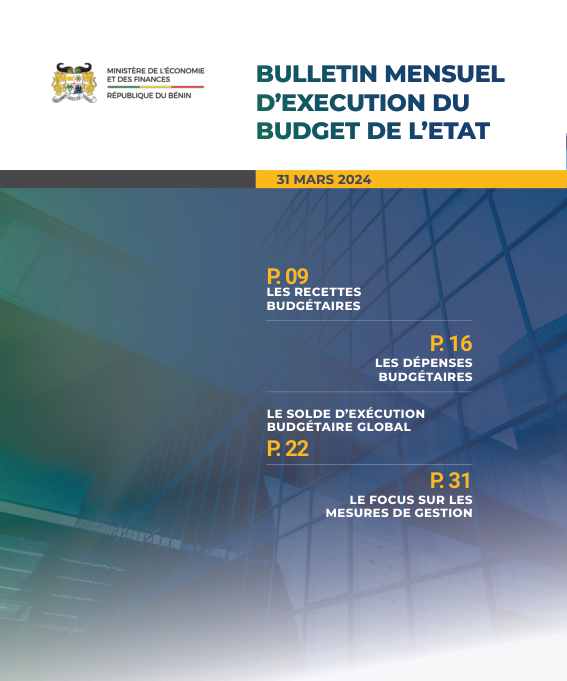 MINISTÈRE DE L'ÉCONOMIE
ET DES FINANCES
RÉPUBLIQUE DU BÉNIN
BULLETIN MENSUEL
D'EXECUTION DU
BUDGET DE L'ETAT
31 MARS 2024
P. 09
LES RECETTES
BUDGÉTAIRES
P. 16
LES DÉPENSES
BUDGÉTAIRES
LE SOLDE D'EXÉCUTION
BUDGÉTAIRE GLOBAL
P. 22
P. 31
LE FOCUS SUR LES
MESURES DE GESTION